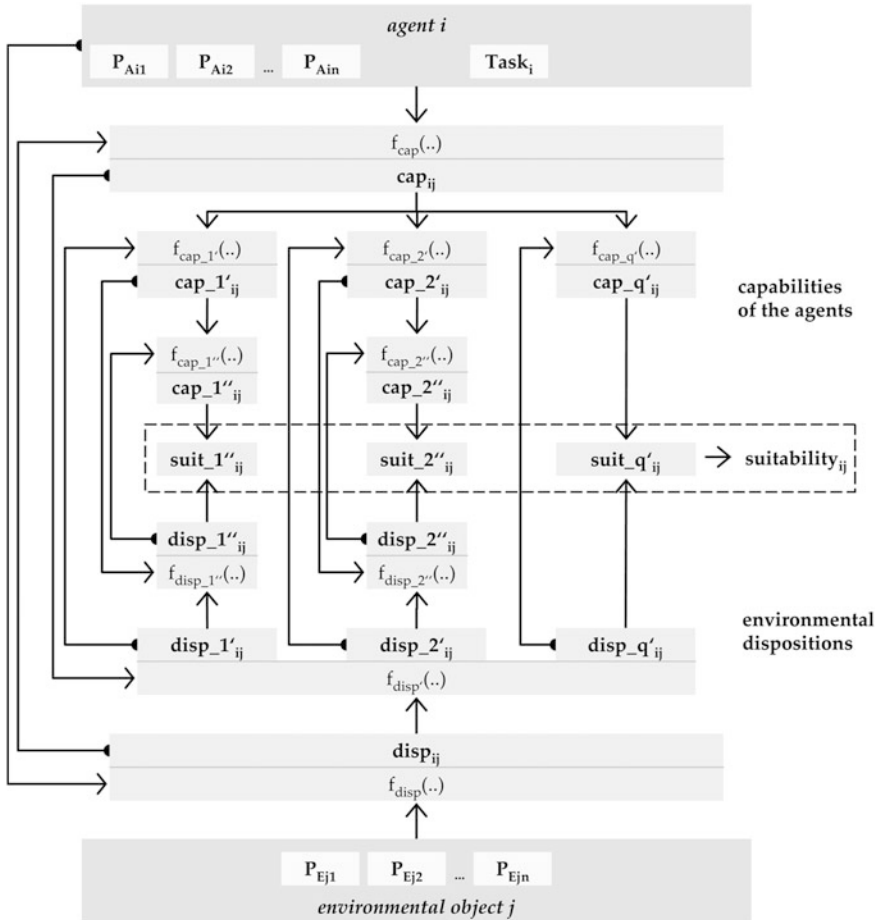 agent i
P_Ai1 P_Ai2 ... P_Ain Task_i
f_cap(..)
cap_ij
f_cap_1'(..) f_cap_2'(..) f_cap_q'(..)
cap_1‘_ij cap_2‘_ij cap_q‘_ij
capabilities
of the agents
f_cap_1''(..) f_cap_2''(..)
cap_1“_ij cap_2“_ij
suit_1“_ij suit_2“_ij suit_q‘_ij suitability_ij
disp_1“_ij disp_2“_ij
f_disp_1''(..) f_disp_2''(..)
environmental
dispositions
disp_1‘_ij disp_2‘_ij disp_q‘_ij
f_disp'(..)
disp_ij
f_disp(..)
P_Ej1 P_Ej2 ... P_Ejn
environmental object j